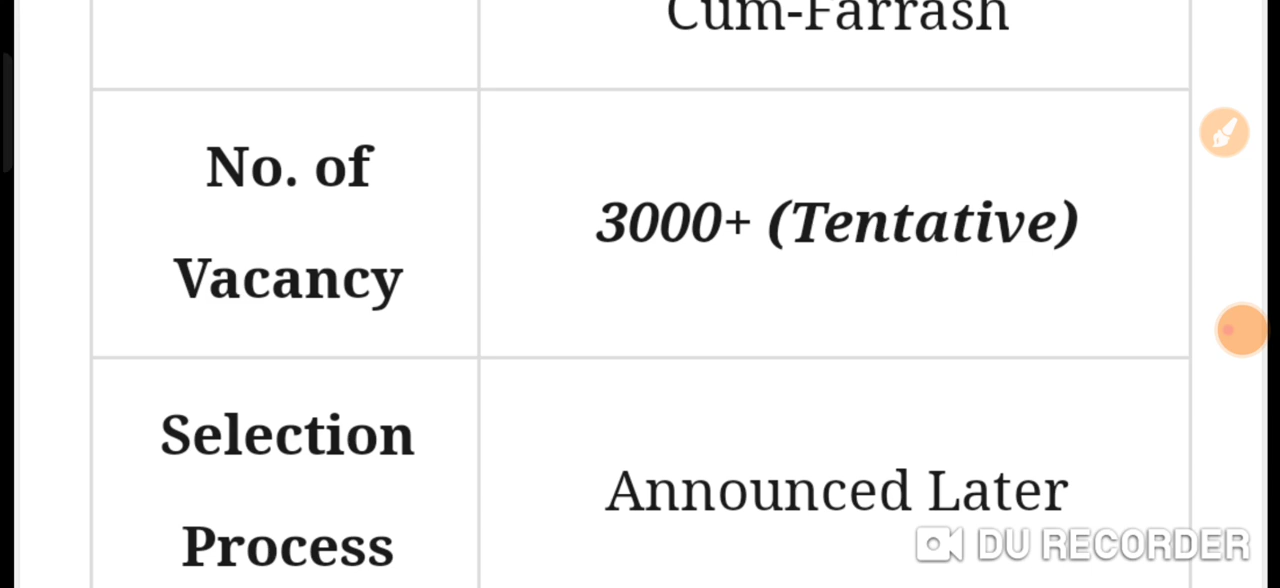 Cum-Farrash
No. of
Vacancy
3000+ (Tentative)
Selection
Process
Announced Later
DU RECORDER